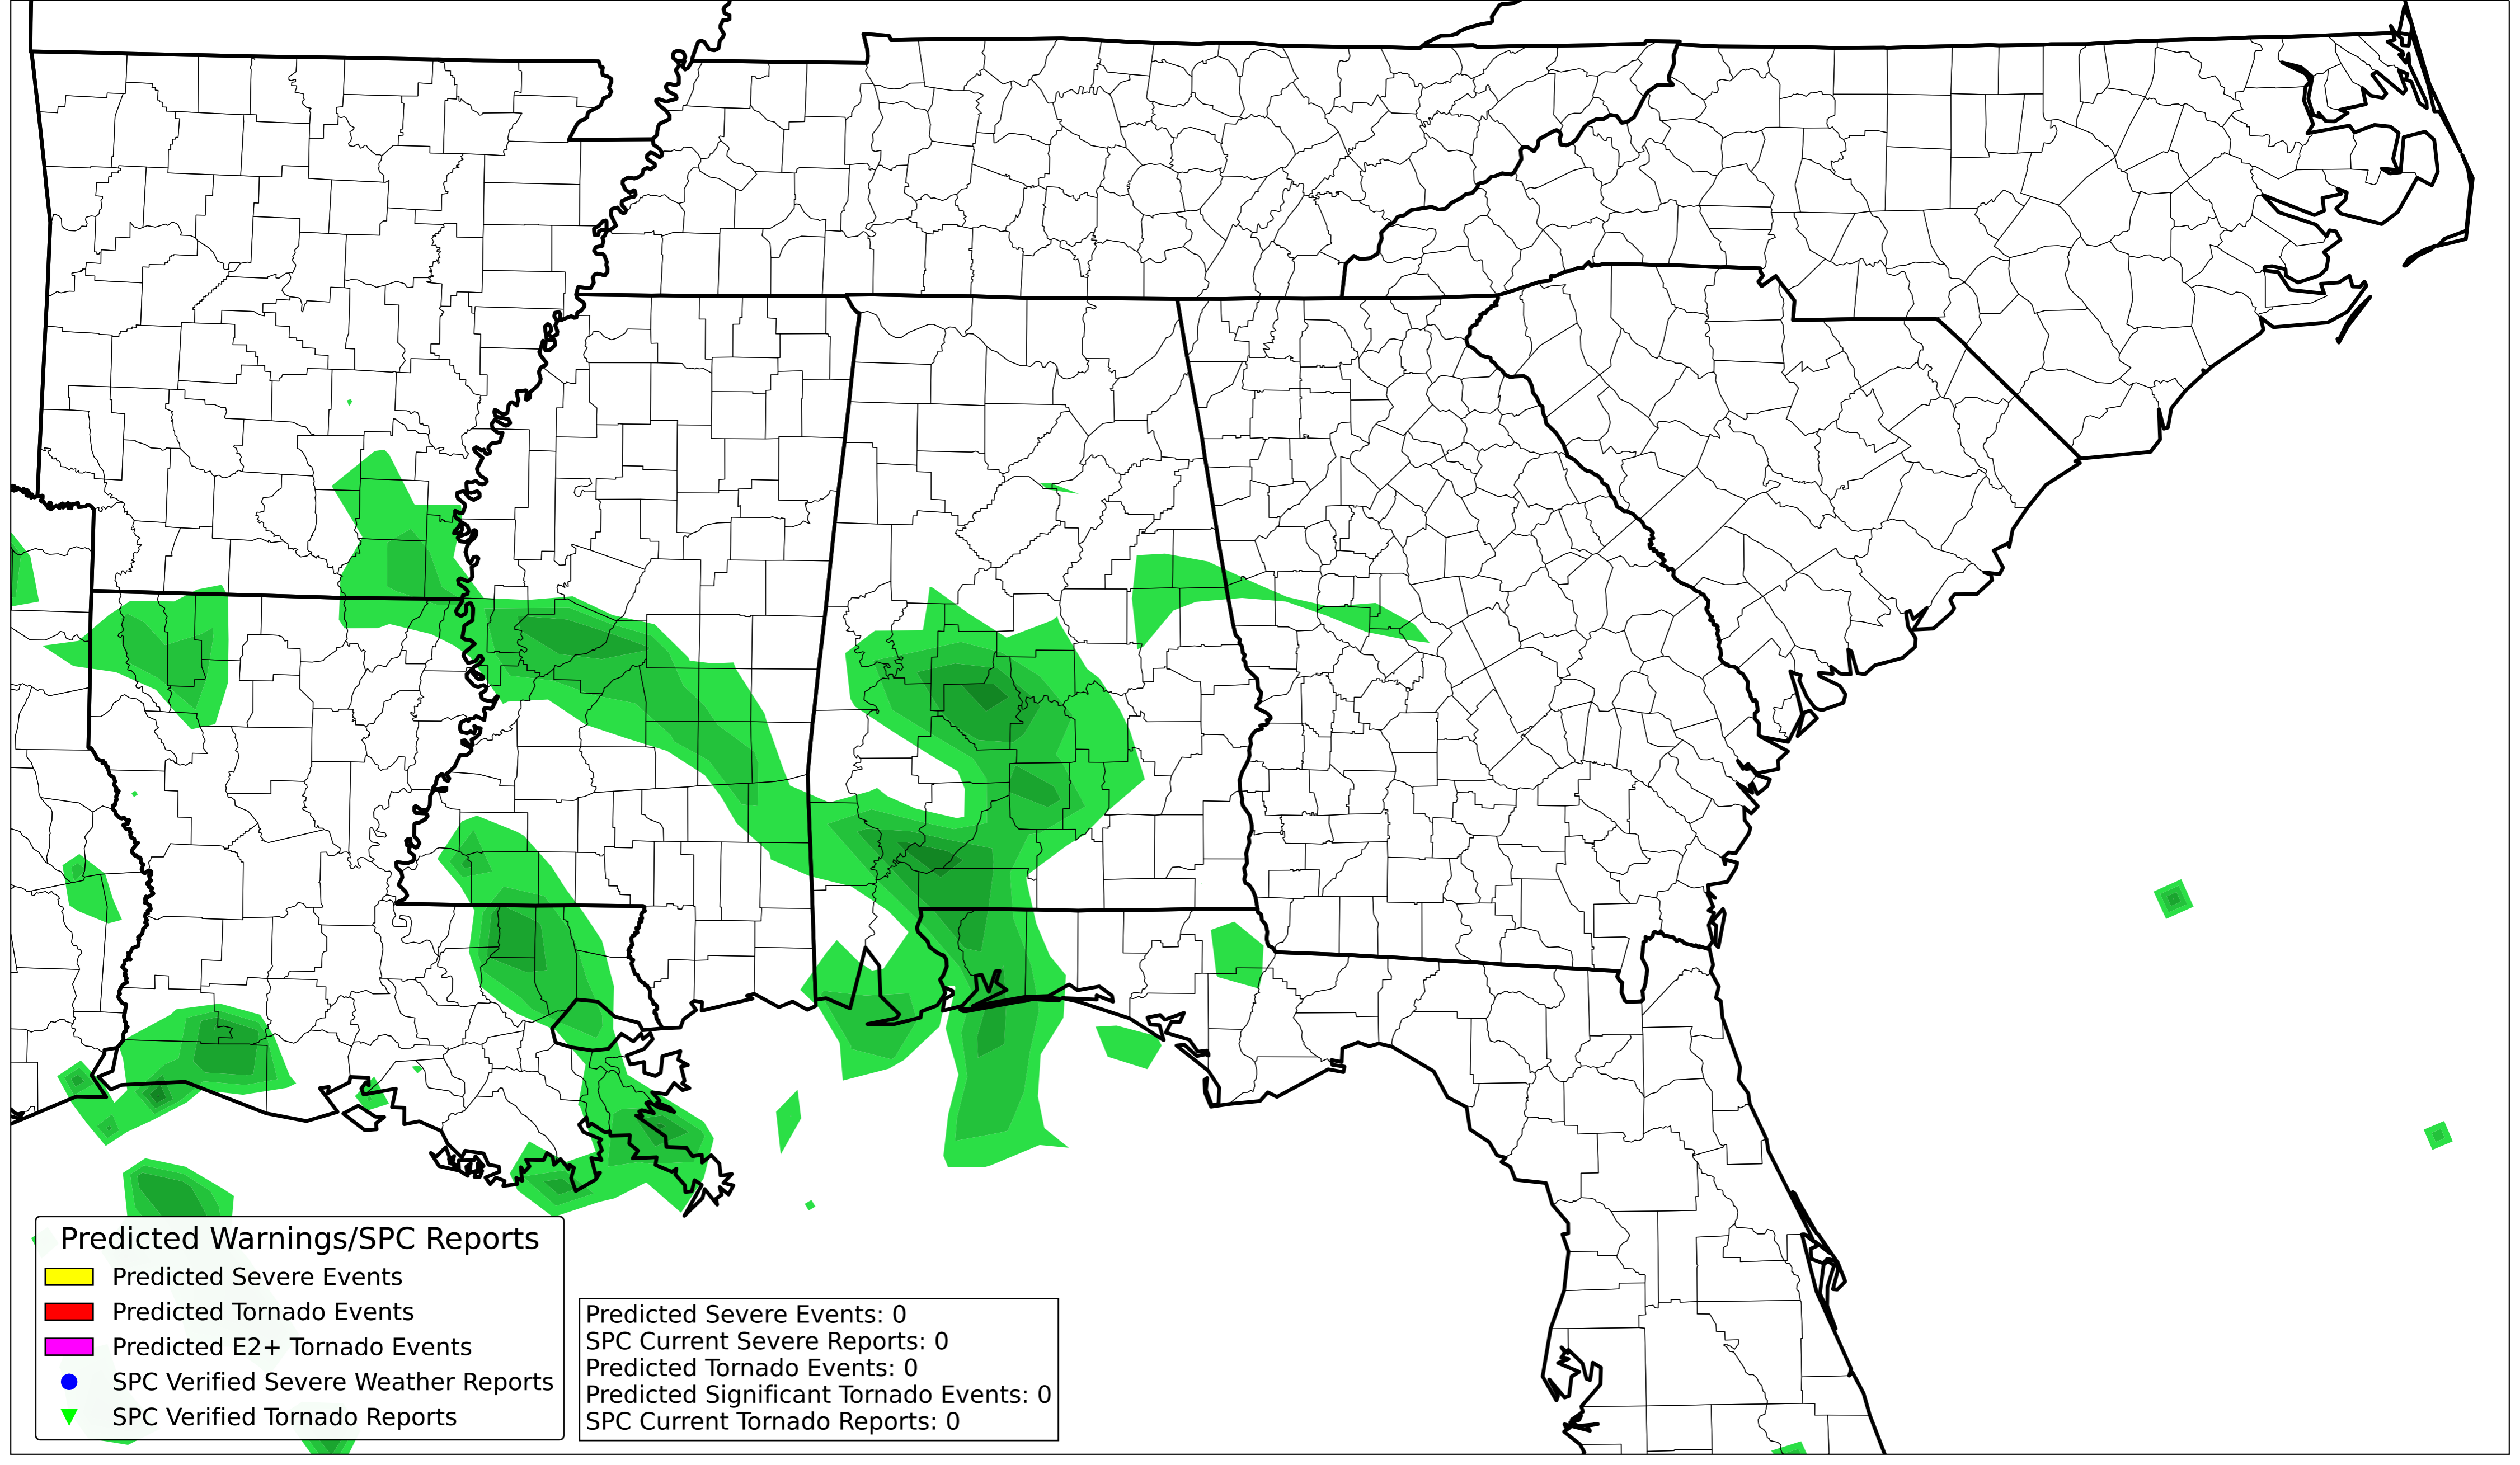 Predicted Warnings/SPC Reports
Predicted Severe Events
Predicted Tornado Events
Predicted E2+ Tornado Events
SPC Verified Severe Weather Reports
SPC Verified Tornado Reports
Predicted Severe Events: 0
SPC Current Severe Reports: 0
Predicted Tornado Events: 0
Predicted Significant Tornado Events: 0
SPC Current Tornado Reports: 0